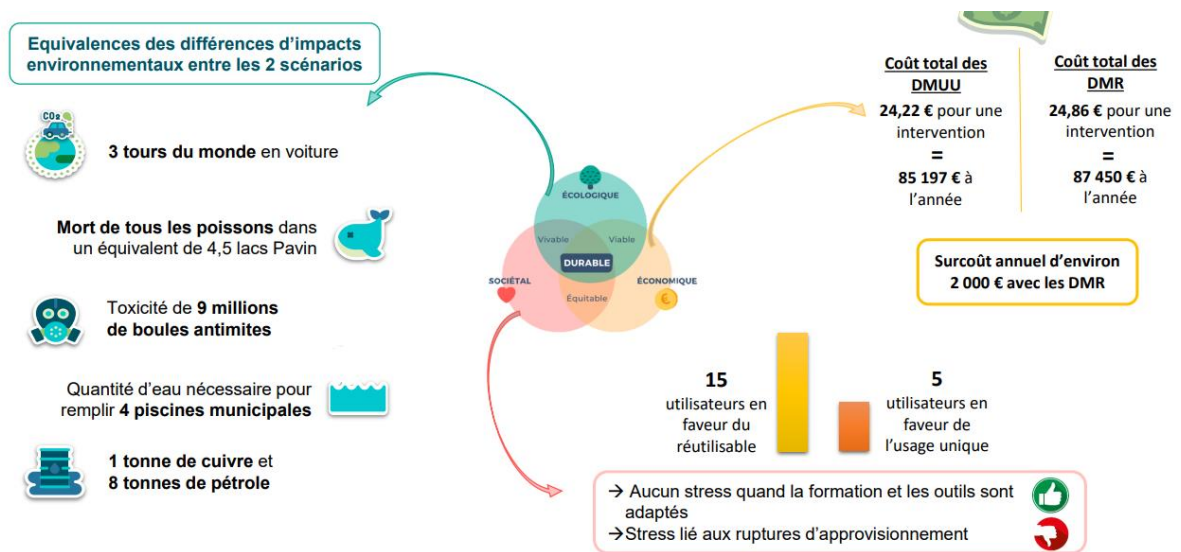 Equivalences des différences d'impacts
environnementaux entre les 2 scénarios
CO₂
3 tours du monde en voiture
Mort de tous les poissons dans
un équivalent de 4,5 lacs Pavin
Toxicité de 9 millions
de boules antimites
Quantité d'eau nécessaire pour
remplir 4 piscines municipales
1 tonne de cuivre et
8 tonnes de pétrole
ÉCOLOGIQUE
Vivable
Viable
DURABLE
SOCIÉTAL
ÉCONOMIQUE
€
Équitable
Coût total des
DMUU
24,22 € pour une
intervention
=
85 197 € à
l'année
Coût total des
DMR
24,86 € pour une
intervention
=
87 450 € à
l'année
Surcoût annuel d'environ
2 000 € avec les DMR
15
utilisateurs en
faveur du
réutilisable
5
utilisateurs en
faveur de
l'usage unique
→ Aucun stress quand la formation et les outils sont
adaptés
→Stress lié aux ruptures d'approvisionnement